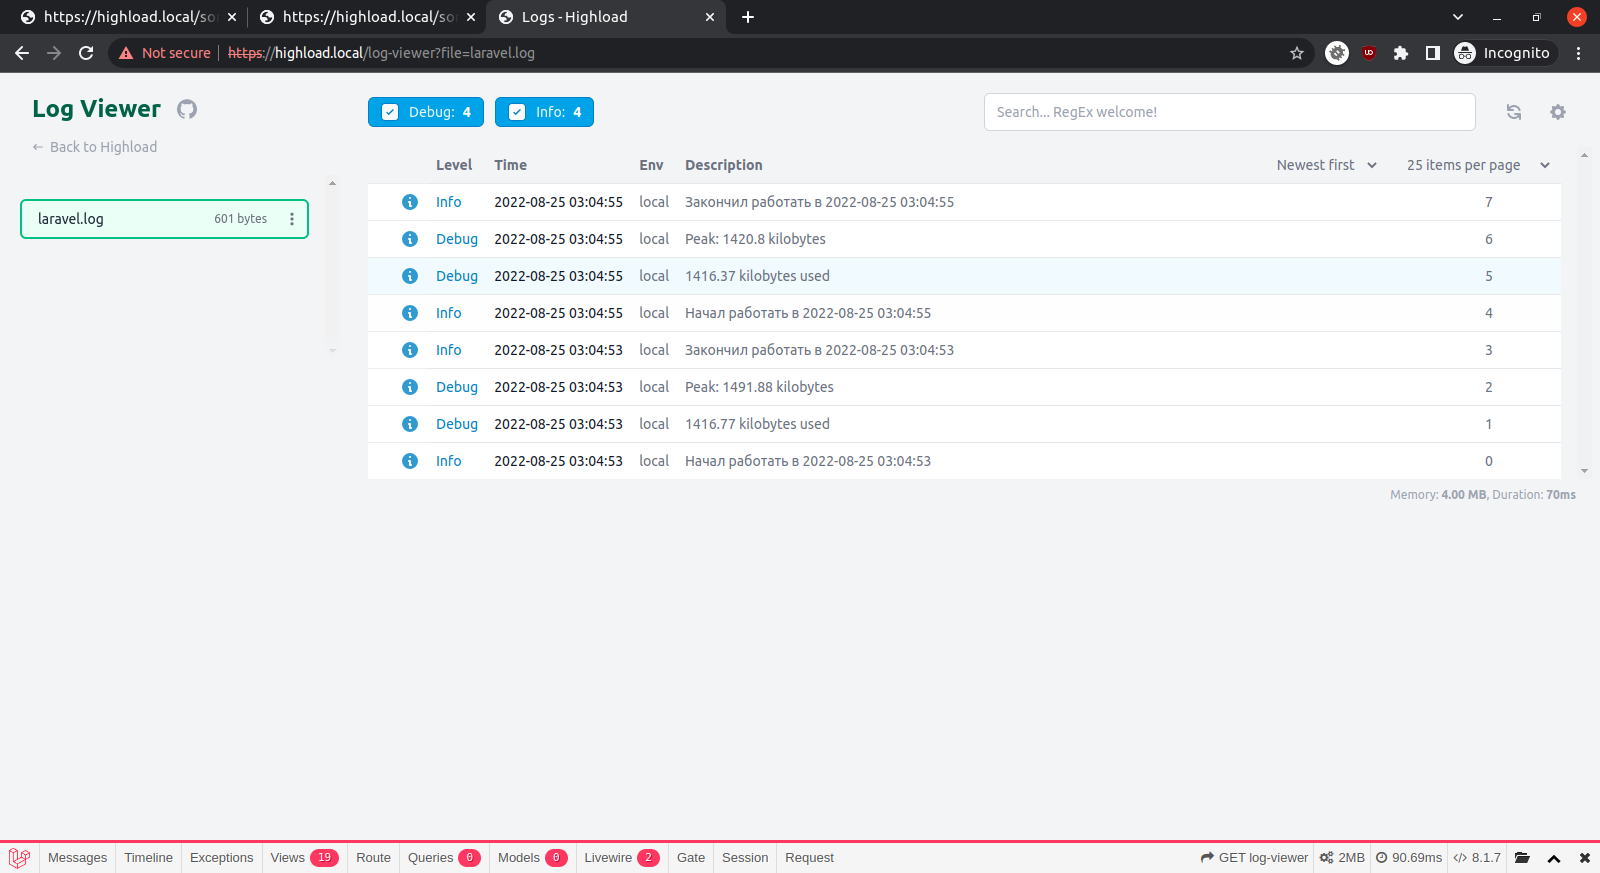 https://highload.local/so
https://highload.local/so
Logs - Highload
Not secure https://highload.local/log-viewer?file=laravel.log
Incognito
Log Viewer
Debug: 4
Info: 4
Search... RegEx welcome!
← Back to Highload
Level Time Env Description Newest first 25 items per page
laravel.log 601 bytes
Info 2022-08-25 03:04:55 local Закончил работать в 2022-08-25 03:04:55 7
Debug 2022-08-25 03:04:55 local Peak: 1420.8 kilobytes 6
Debug 2022-08-25 03:04:55 local 1416.37 kilobytes used 5
Info 2022-08-25 03:04:55 local Начал работать в 2022-08-25 03:04:55 4
Info 2022-08-25 03:04:53 local Закончил работать в 2022-08-25 03:04:53 3
Debug 2022-08-25 03:04:53 local Peak: 1491.88 kilobytes 2
Debug 2022-08-25 03:04:53 local 1416.77 kilobytes used 1
Info 2022-08-25 03:04:53 local Начал работать в 2022-08-25 03:04:53 0
Memory: 4.00 MB, Duration: 70ms
Messages Timeline Exceptions Views 19 Route Queries 0 Models 0 Livewire 2 Gate Session Request GET log-viewer 2MB 90.69ms 8.1.7